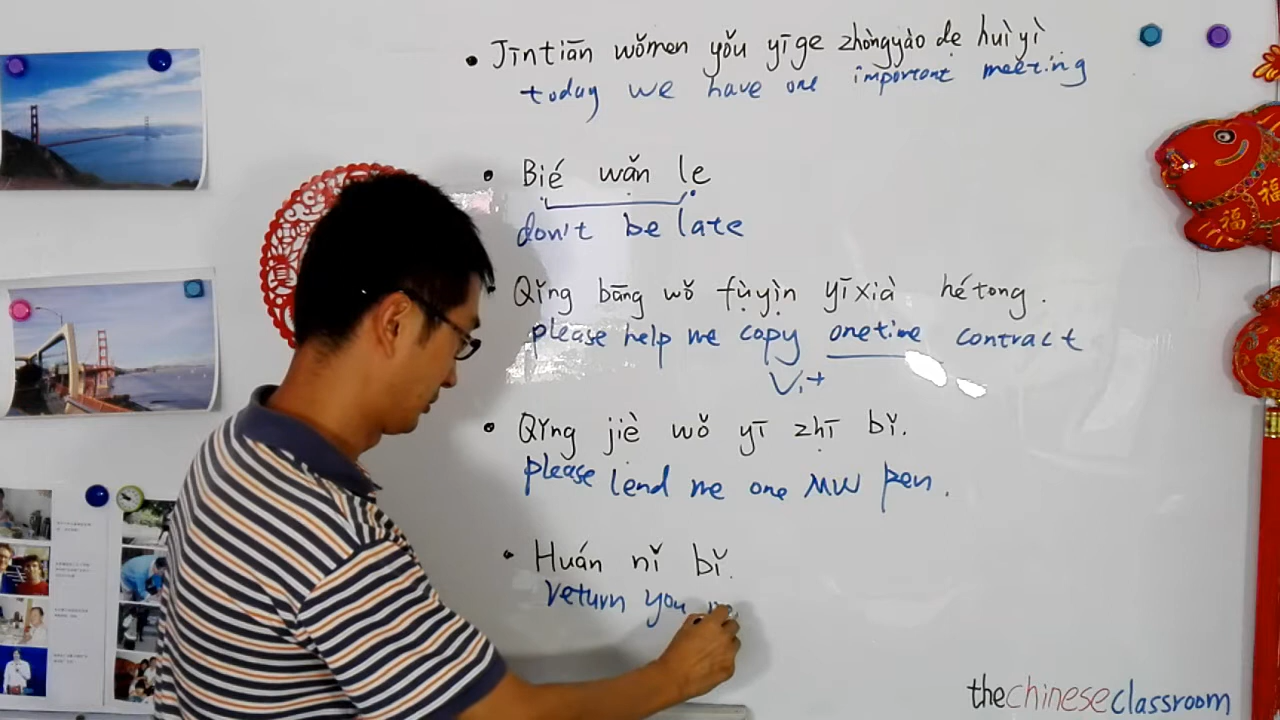 Jīntiān wǒmen yǒu yīge zhòngyào de huìyì
today we have one important meeting
Bié wǎn le
don't be late
Qǐng bāng wǒ fùyìn yīxià hétong.
please help me copy onetime contract
V.+
Qǐng jiè wǒ yī zhī bǐ.
please lend me one MW pen.
Huán nǐ bǐ.
return you
福
福
thechineseclassroom